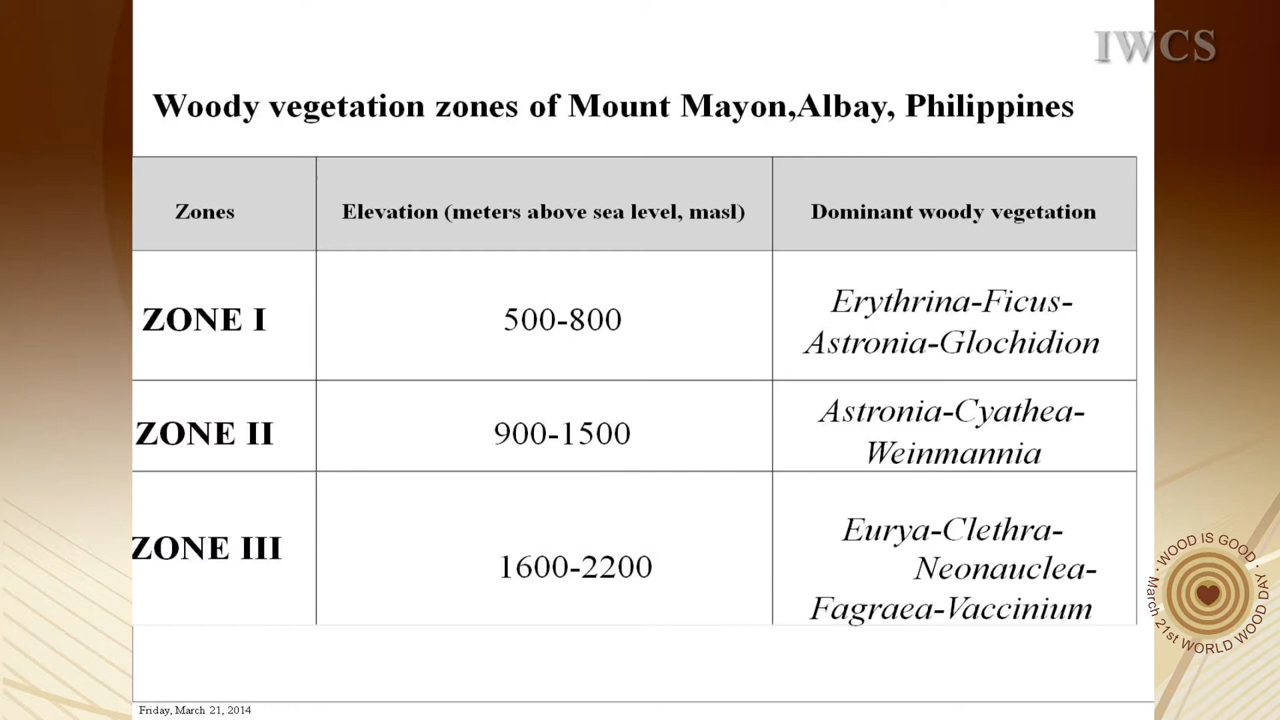 IWCS
Woody vegetation zones of Mount Mayon,Albay, Philippines
Zones
Elevation (meters above sea level, masl)
Dominant woody vegetation
ZONE I
500-800
Erythrina-Ficus-
Astronia-Glochidion
ZONE II
900-1500
Astronia-Cyathea-
Weinmannia
ZONE III
1600-2200
Eurya-Clethra-
Neonauclea-
Fagraea-Vaccinium
· WOOD IS GOOD ·
March 21st WORLD WOOD DAY
Friday, March 21, 2014